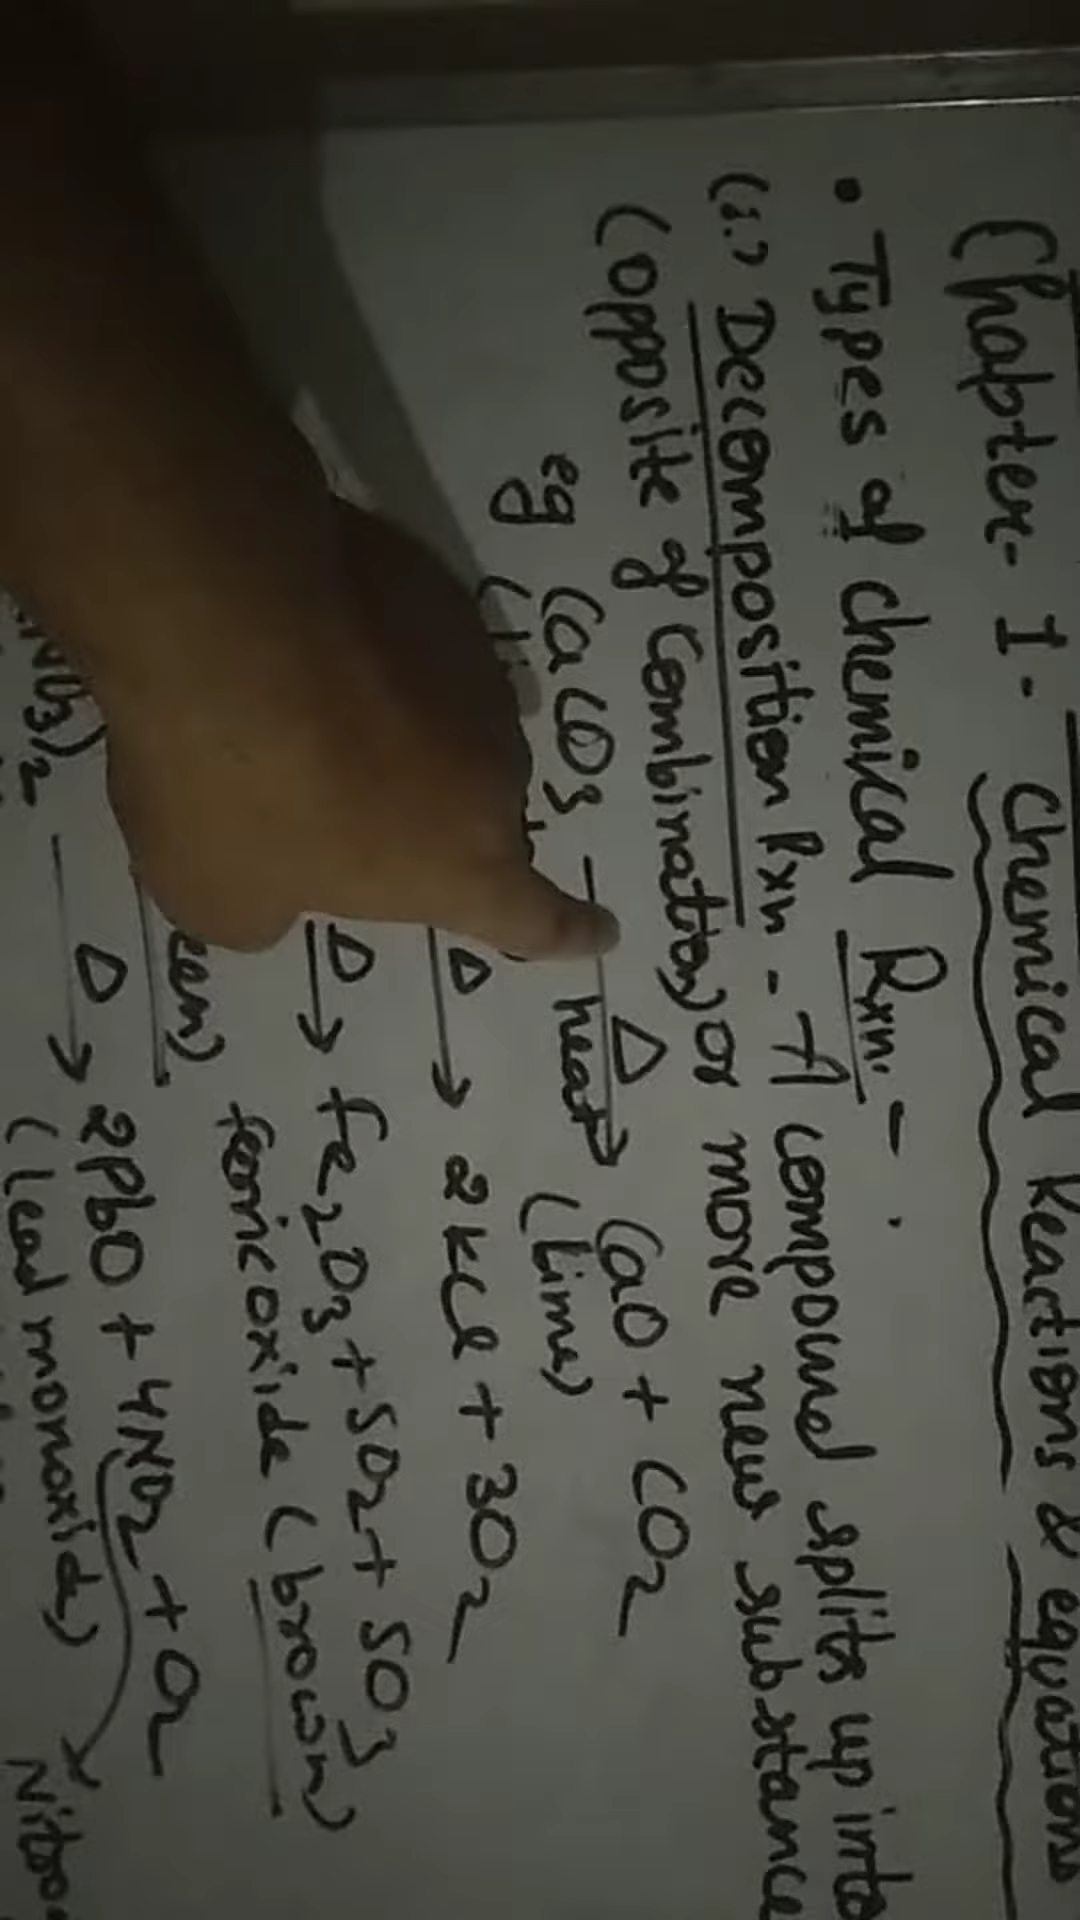 Chapter- I - Chemical Reactions & equations
• Types of chemical Rxn. -
(i.) Decomposition Rxn - A compound splits up into
(opposite of Combination) or more new substance
eg CaCO3 Δ heat → CaO + CO2
(lime)
Δ → 2KCl + 3O2
Δ → Fe2O3 + SO2 + SO3
ferric oxide (brown)
Δ → 2PbO + 4NO2 + O2
(lead monoxide)